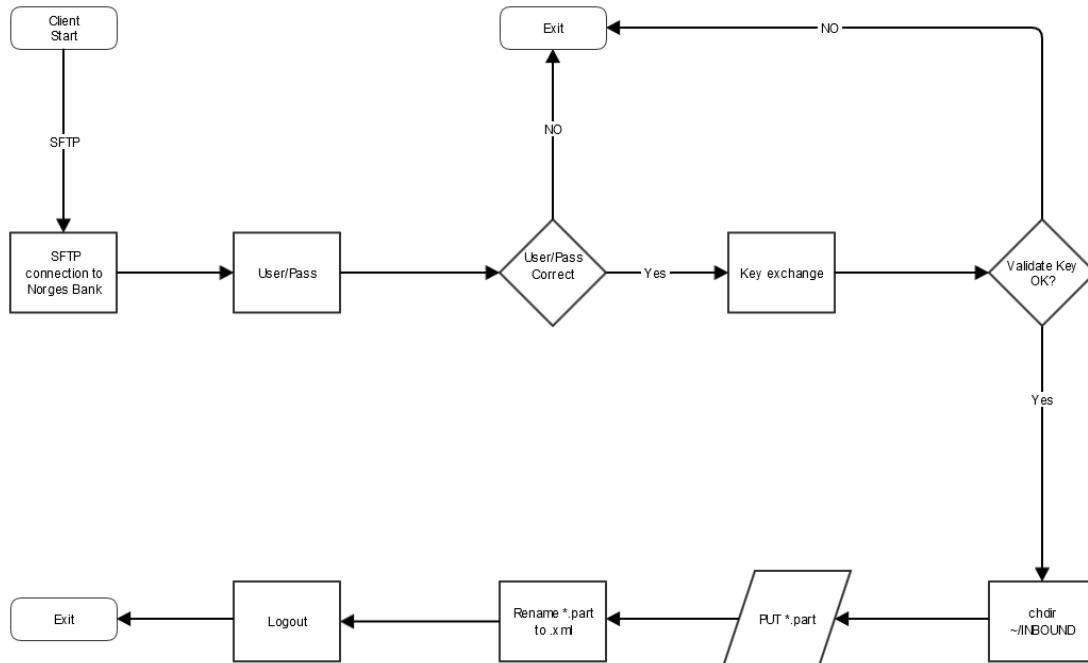 Client
Start
Exit
NO
NO
SFTP
SFTP
connection to
Norges Bank
User/Pass
User/Pass
Correct
Yes
Key exchange
Validate Key
OK?
Yes
Exit
Logout
Rename *.part
to .xml
PUT *.part
chdir
~/INBOUND